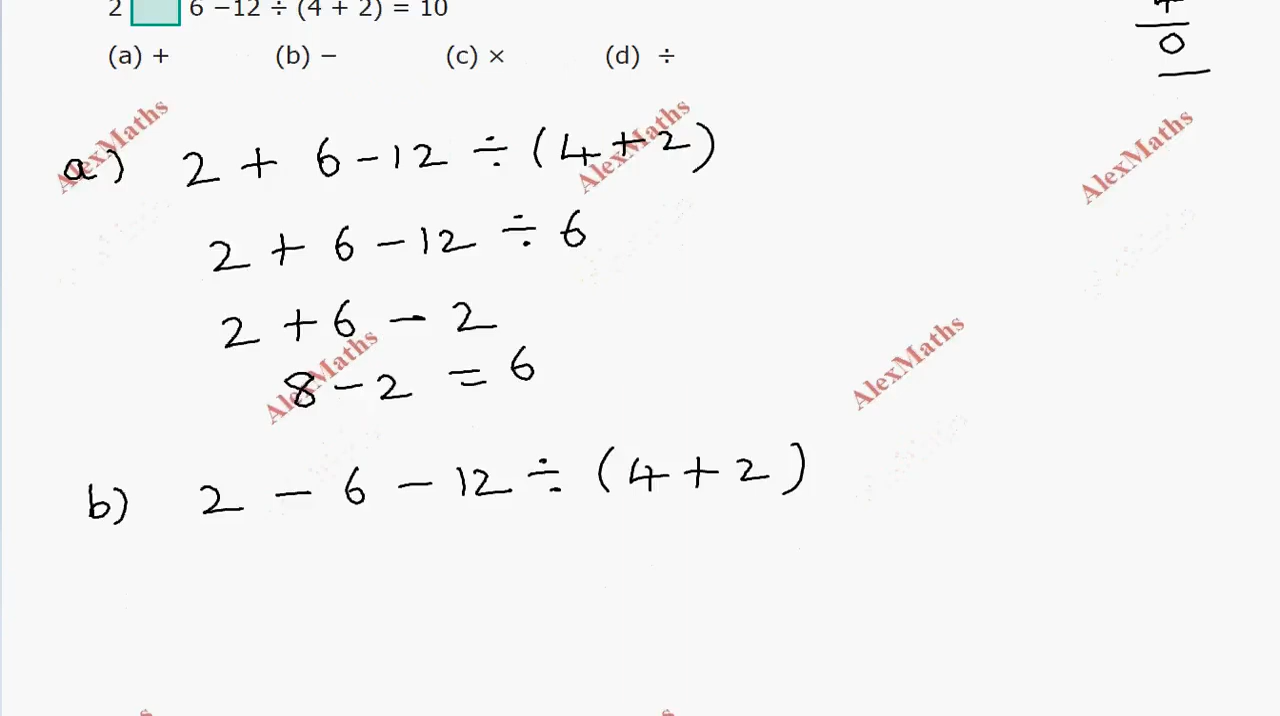 2 6 −12 ÷ (4 + 2) = 10
(a) + (b) − (c) × (d) ÷
0
a) 2 + 6 − 12 ÷ (4 + 2)
2 + 6 − 12 ÷ 6
2 + 6 − 2
8 − 2 = 6
b) 2 − 6 − 12 ÷ (4 + 2)
AlexMaths
AlexMaths
AlexMaths
AlexMaths
AlexMaths